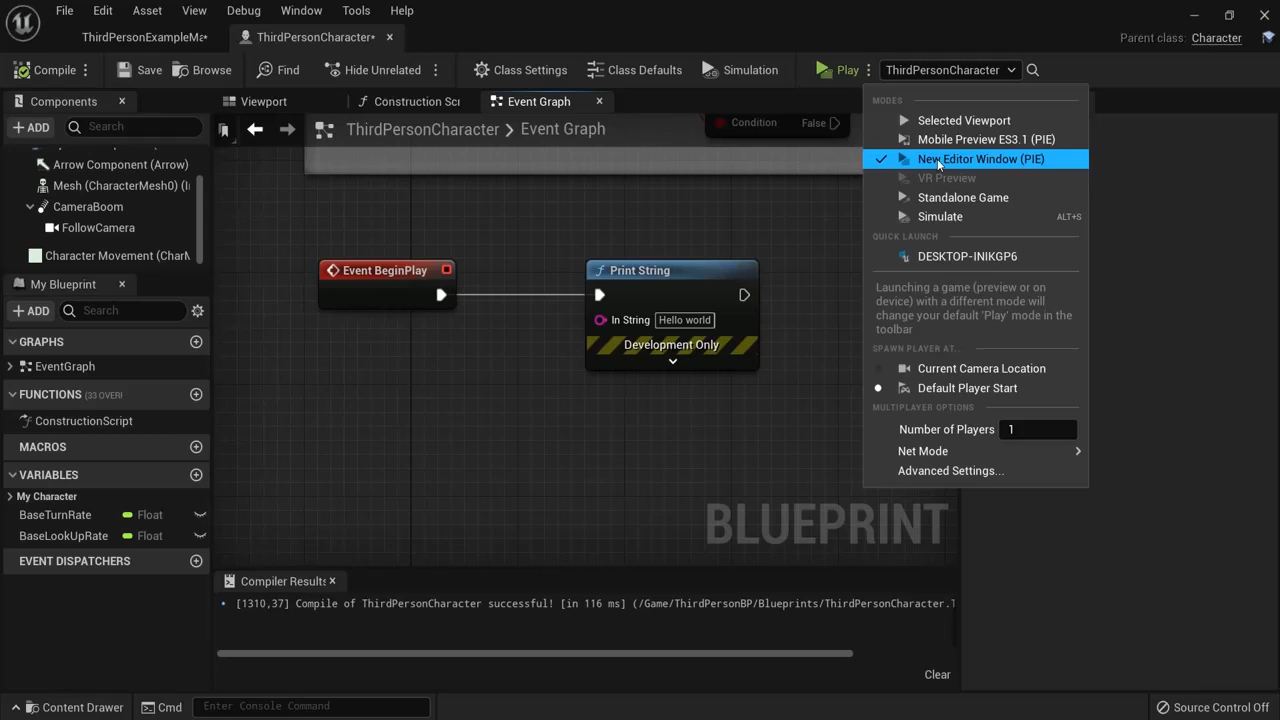 File Edit Asset View Debug Window Tools Help
ThirdPersonExampleMa*
ThirdPersonCharacter*
Parent class: Character
Compile
Save
Browse
Find
Hide Unrelated
Class Settings
Class Defaults
Simulation
Play
ThirdPersonCharacter
Components
ADD
Search
Arrow Component (Arrow)
Mesh (CharacterMesh0) (I
CameraBoom
FollowCamera
Character Movement (CharM
My Blueprint
ADD
Search
GRAPHS
EventGraph
FUNCTIONS (33 OVERI
ConstructionScript
MACROS
VARIABLES
My Character
BaseTurnRate Float
BaseLookUpRate Float
EVENT DISPATCHERS
Viewport
Construction Scri
Event Graph
ThirdPersonCharacter > Event Graph
Condition False
Event BeginPlay
f Print String
In String Hello world
Development Only
BLUEPRINT
MODES
Selected Viewport
Mobile Preview ES3.1 (PIE)
New Editor Window (PIE)
VR Preview
Standalone Game
Simulate ALT+S
QUICK LAUNCH
DESKTOP-INIKGP6
Launching a game (preview or on
device) with a different mode will
change your default 'Play' mode in the
toolbar
SPAWN PLAYER AT...
Current Camera Location
Default Player Start
MULTIPLAYER OPTIONS
Number of Players 1
Net Mode
Advanced Settings...
Compiler Results
[1310,37] Compile of ThirdPersonCharacter successful! [in 116 ms] (/Game/ThirdPersonBP/Blueprints/ThirdPersonCharacter.T
Clear
Content Drawer
Cmd
Enter Console Command
Source Control Off